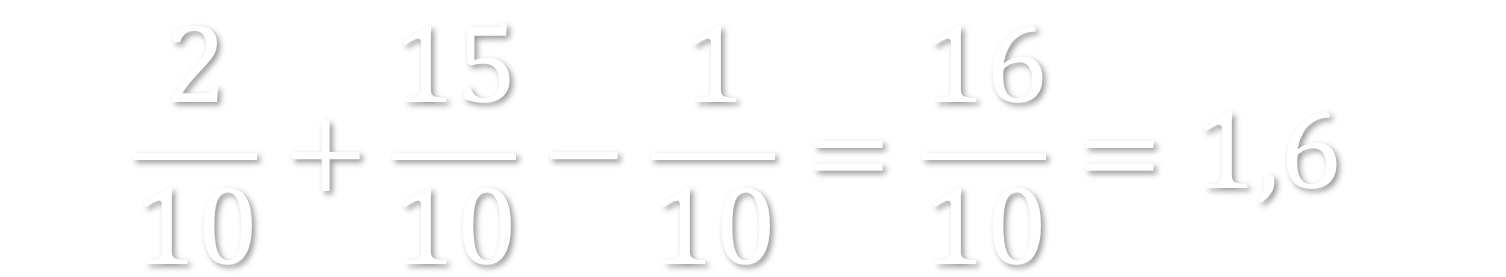 2/10 + 15/10 − 1/10 = 16/10 = 1,6